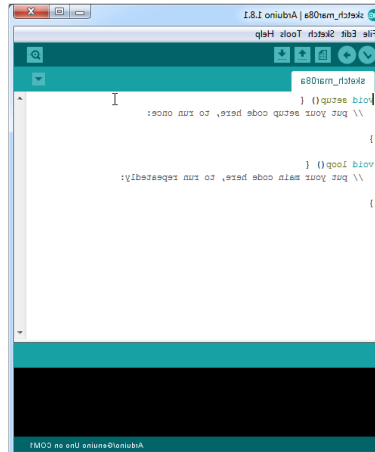 sketch_mar08a | Arduino 1.8.1
File Edit Sketch Tools Help
sketch_mar08a
void setup() {
// put your setup code here, to run once:
}
void loop() {
// put your main code here, to run repeatedly:
}
Arduino/Genuino Uno on COM1